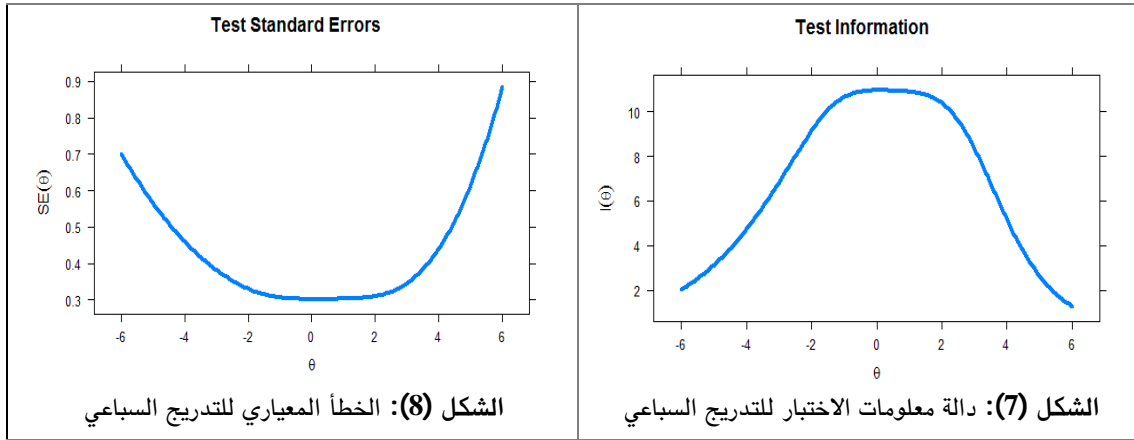 Test Standard Errors
0.9
0.8
0.7
0.6
0.5
0.4
0.3
SE(θ)
-6 -4 -2 0 2 4 6
θ
الشكل (8): الخطأ المعياري للتدريج السباعي
Test Information
10
8
6
4
2
I(θ)
-6 -4 -2 0 2 4 6
θ
الشكل (7): دالة معلومات الاختبار للتدريج السباعي